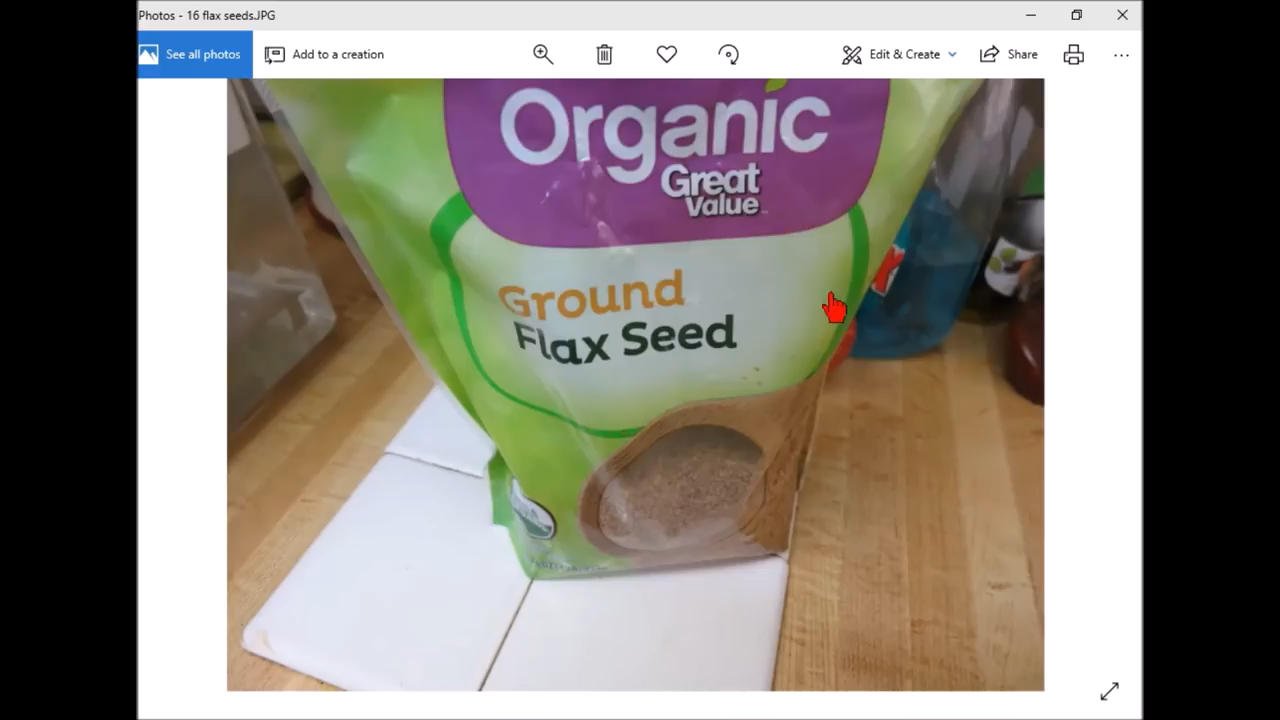 Photos - 16 flax seeds.JPG
See all photos
Add to a creation
Edit & Create
Share
Organic
Great
Value
Ground
Flax Seed